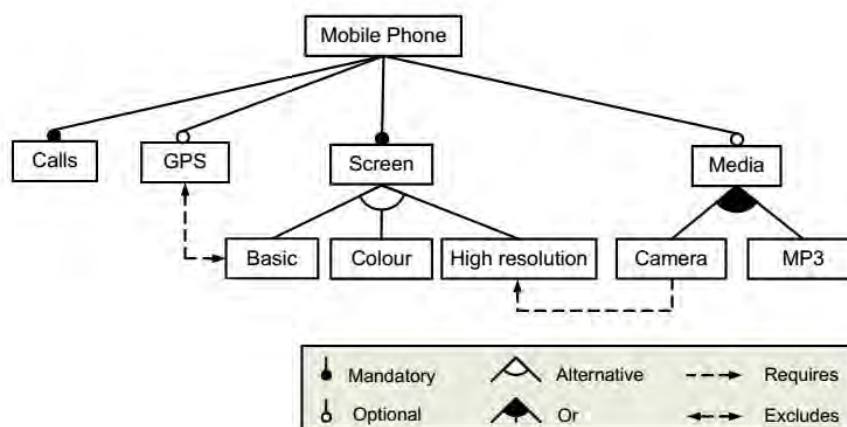 Mobile Phone
Calls
GPS
Screen
Media
Basic
Colour
High resolution
Camera
MP3
Mandatory
Alternative
Requires
Optional
Or
Excludes